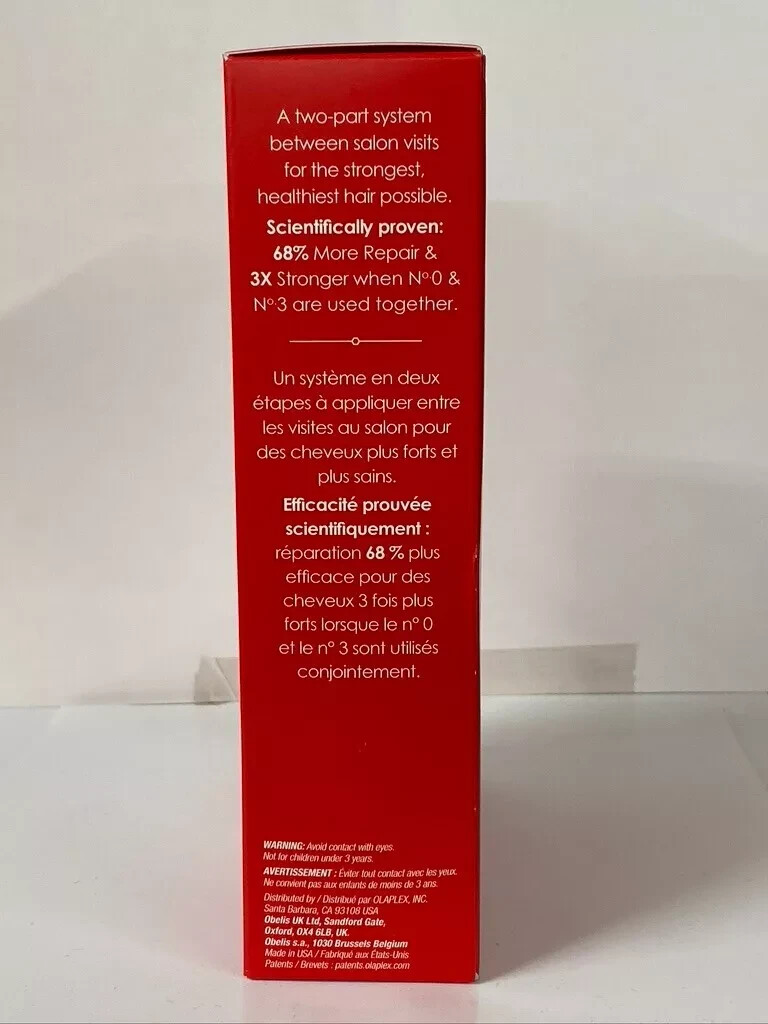 A two-part system
between salon visits
for the strongest,
healthiest hair possible.
Scientifically proven:
68% More Repair &
3X Stronger when Nº·0 &
Nº·3 are used together.
Un système en deux
étapes à appliquer entre
les visites au salon pour
des cheveux plus forts et
plus sains.
Efficacité prouvée
scientifiquement :
réparation 68 % plus
efficace pour des
cheveux 3 fois plus
forts lorsque le nº 0
et le nº 3 sont utilisés
conjointement.
WARNING: Avoid contact with eyes.
Not for children under 3 years.
AVERTISSEMENT : Éviter tout contact avec les yeux.
Ne convient pas aux enfants de moins de 3 ans.
Distributed by / Distribué par OLAPLEX, INC.
Santa Barbara, CA 93108 USA
Obelis UK Ltd, Sandford Gate,
Oxford, OX4 6LB, UK.
Obelis s.a., 1030 Brussels Belgium
Made in USA / Fabriqué aux États-Unis
Patents / Brevets : patents.olaplex.com